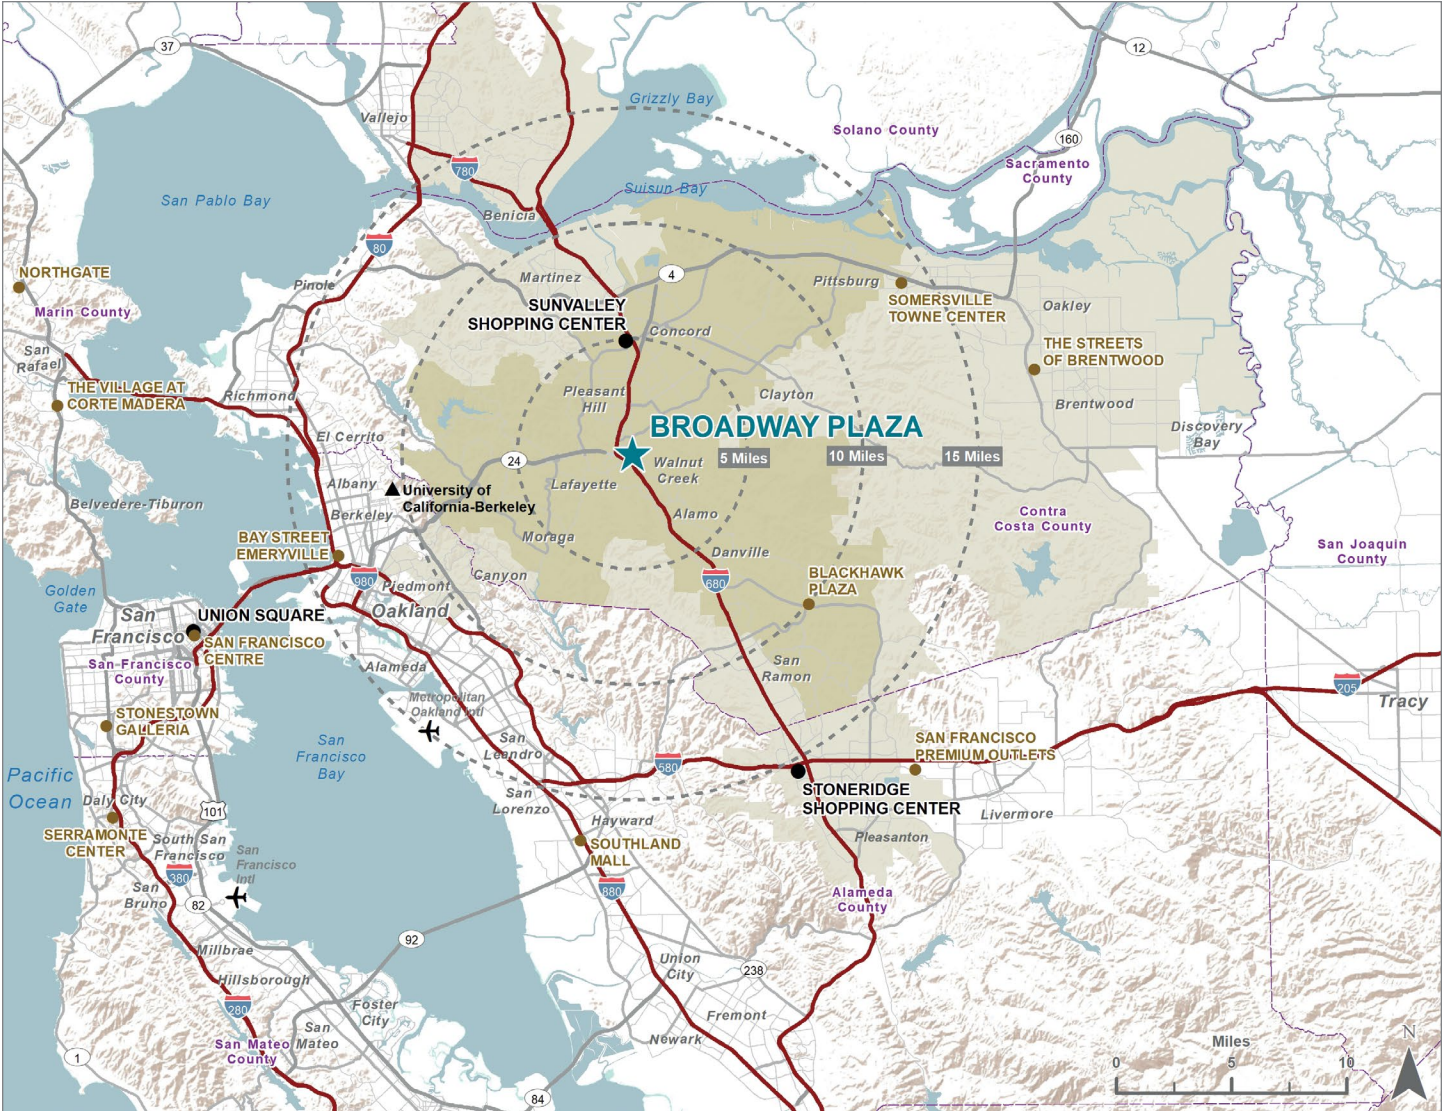 37
12
Grizzly Bay
Vallejo
Solano County
160
Sacramento
County
780
Suisun Bay
San Pablo Bay
Benicia
80
NORTHGATE
Marin County
Pinole
Martinez
4
Pittsburg
SUNVALLEY
SHOPPING CENTER
SOMERSVILLE
TOWNE CENTER
Oakley
Concord
San
Rafael
THE STREETS
OF BRENTWOOD
THE VILLAGE AT
CORTE MADERA
Richmond
Pleasant
Hill
Clayton
Brentwood
BROADWAY PLAZA
Discovery
Bay
El Cerrito
24
5 Miles
10 Miles
15 Miles
Walnut
Creek
Albany
Lafayette
University of
California-Berkeley
Belvedere-Tiburon
Berkeley
Alamo
Contra
Costa County
BAY STREET
EMERYVILLE
Moraga
Danville
San Joaquin
County
980
Piedmont
Canyon
680
BLACKHAWK
PLAZA
Golden
Gate
San
Francisco
UNION SQUARE
Oakland
SAN FRANCISCO
CENTRE
San Francisco
County
Alameda
San
Ramon
205
Tracy
Metropolitan
Oakland Intl
STONESTOWN
GALLERIA
San
Francisco
Bay
San
Leandro
580
SAN FRANCISCO
PREMIUM OUTLETS
Pacific
Ocean
STONERIDGE
SHOPPING CENTER
Daly City
101
San
Lorenzo
Hayward
Livermore
SERRAMONTE
CENTER
South San
Francisco
San
Francisco
Intl
SOUTHLAND
MALL
Pleasanton
380
San
Bruno
82
880
Alameda
County
92
Millbrae
Union
City
238
Hillsborough
280
Foster
City
Fremont
San
Mateo
San Mateo
County
Newark
1
84
Miles
0
5
10
N